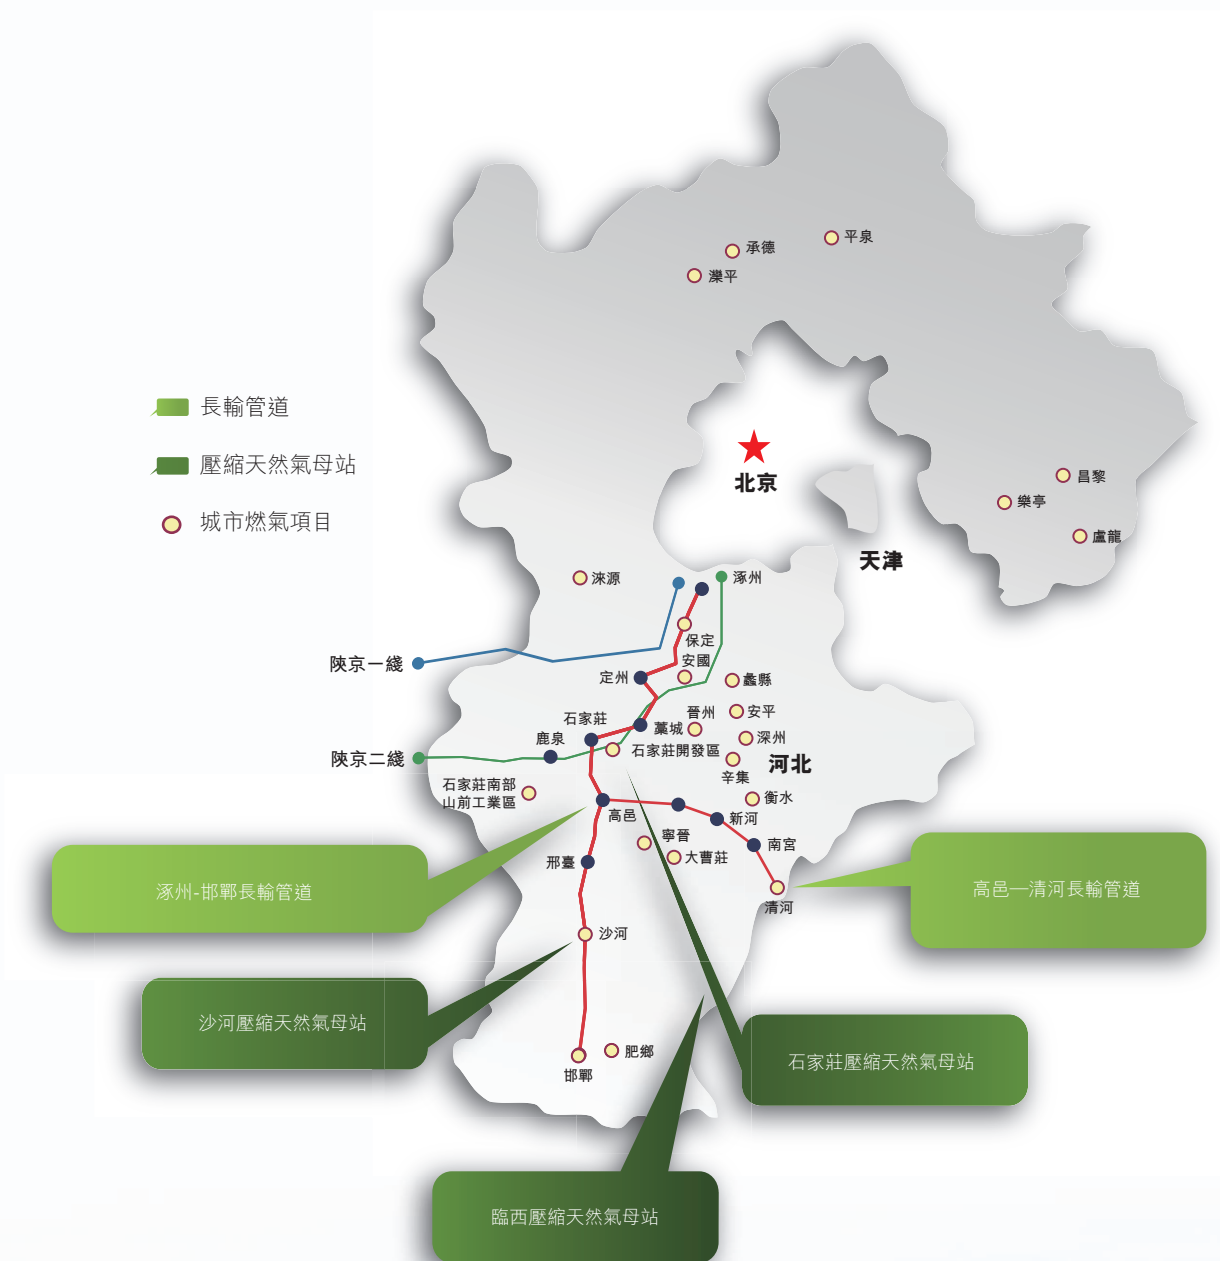 承德
平泉
灤平
長輸管道
壓縮天然氣母站
城市燃氣項目
北京
昌黎
樂亭
盧龍
天津
淶源
涿州
保定
安國
陝京一綫
定州
蠡縣
石家莊
晉州
安平
藁城
鹿泉
深州
石家莊開發區
陝京二綫
河北
辛集
石家莊南部
山前工業區
衡水
高邑
新河
寧晉
南宮
大曹莊
邢臺
涿州-邯鄲長輸管道
高邑—清河長輸管道
清河
沙河
沙河壓縮天然氣母站
肥鄉
石家莊壓縮天然氣母站
邯鄲
臨西壓縮天然氣母站